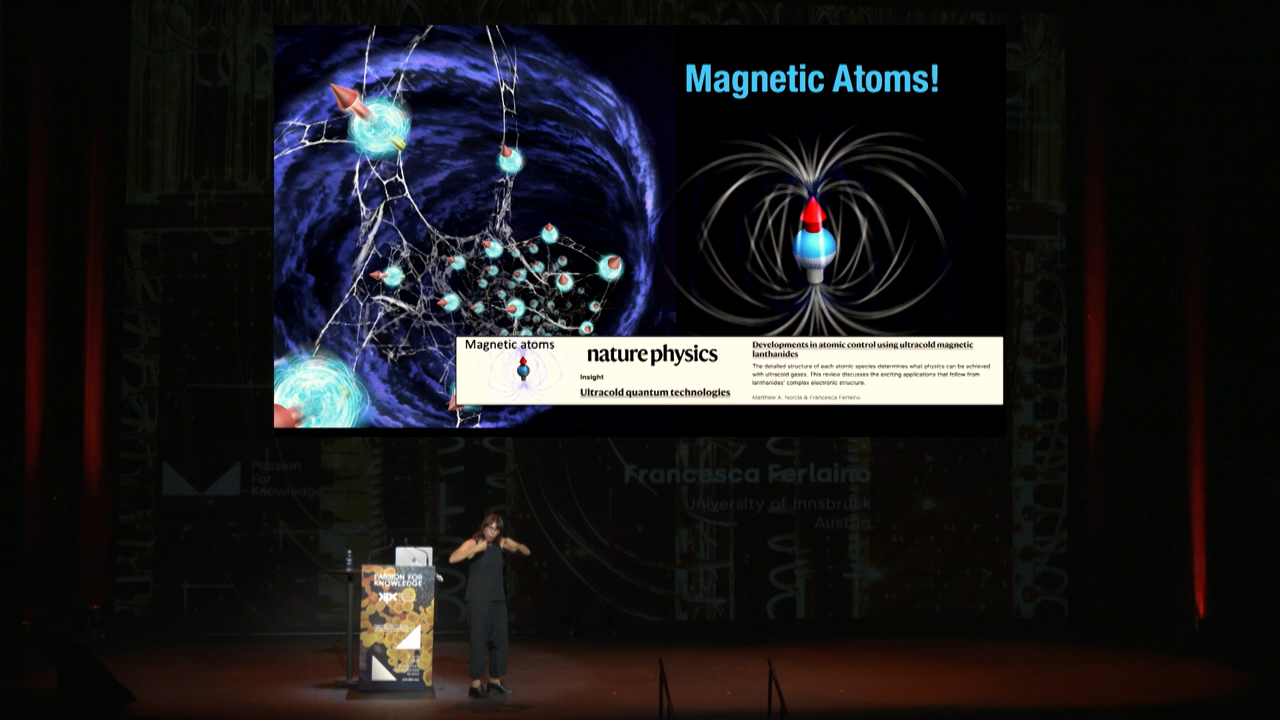 Magnetic Atoms!
Magnetic atoms
nature physics
Insight
Ultracold quantum technologies
Developments in atomic control using ultracold magnetic
lanthanides
The detailed structure of each atomic species determines what physics can be achieved
with ultracold gases. This review discusses the exciting applications that follow from
lanthanides' complex electronic structure.
Matthew A. Norcia & Francesca Ferlaino
Passion
For
Knowledge
Francesca Ferlaino
University of Innsbruck
Austria
PASSION FOR
KNOWLEDGE
dipc